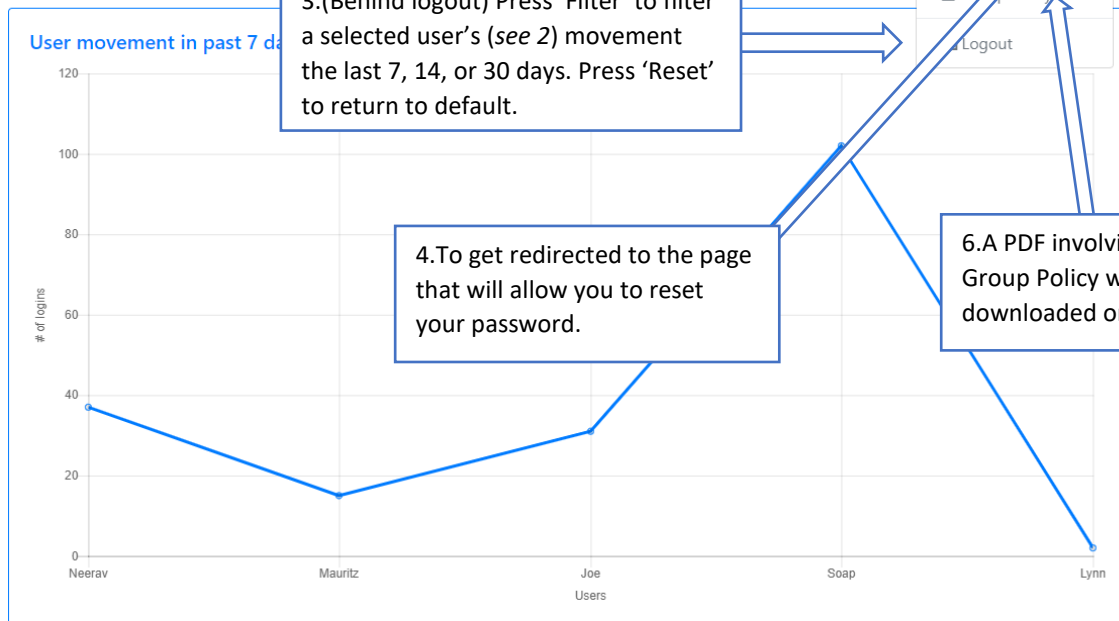 3.(Behind logout) Press 'Filter' to filter
a selected user's (see 2) movement
the last 7, 14, or 30 days. Press 'Reset'
to return to default.
Logout
User movement in past 7
120
100
80
60
40
20
0
# of logins
4.To get redirected to the page
that will allow you to reset
your password.
6.A PDF
Group Policy
downloaded
Neerav
Mauritz
Joe
Soap
Lynn
Users